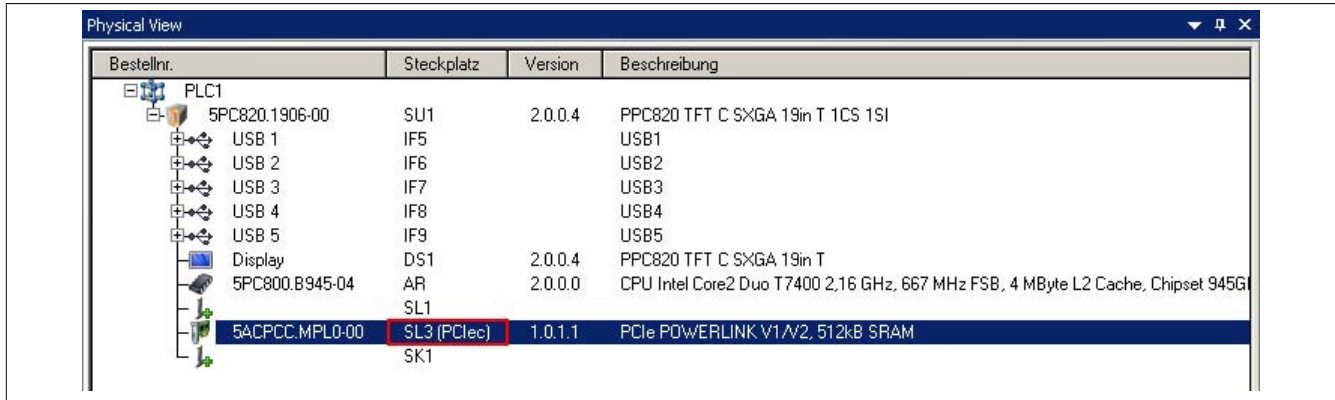 Physical View
Bestellnr. Steckplatz Version Beschreibung
PLC1
5PC820.1906-00 SU1 2.0.0.4 PPC820 TFT C SXGA 19in T 1CS 1SI
USB 1 IF5 USB1
USB 2 IF6 USB2
USB 3 IF7 USB3
USB 4 IF8 USB4
USB 5 IF9 USB5
Display DS1 2.0.0.4 PPC820 TFT C SXGA 19in T
5PC800.B945-04 AR 2.0.0.0 CPU Intel Core2 Duo T7400 2,16 GHz, 667 MHz FSB, 4 MByte L2 Cache, Chipset 945G
SL1
5ACPCC.MPL0-00 SL3 (PCIec) 1.0.1.1 PCIe POWERLINK V1/V2, 512kB SRAM
SK1